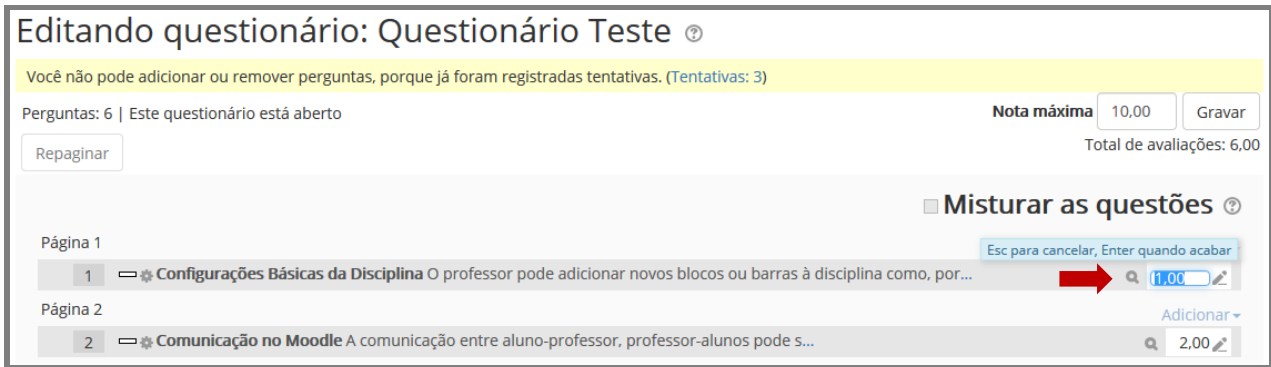 Editando questionário: Questionário Teste
Você não pode adicionar ou remover perguntas, porque já foram registradas tentativas. (Tentativas: 3)
Perguntas: 6 | Este questionário está aberto
Nota máxima 10,00 Gravar
Repaginar
Total de avaliações: 6,00
Misturar as questões
Página 1
Esc para cancelar, Enter quando acabar
1 Configurações Básicas da Disciplina O professor pode adicionar novos blocos ou barras à disciplina como, por... 1,00
Página 2
Adicionar
2 Comunicação no Moodle A comunicação entre aluno-professor, professor-alunos pode s... 2,00